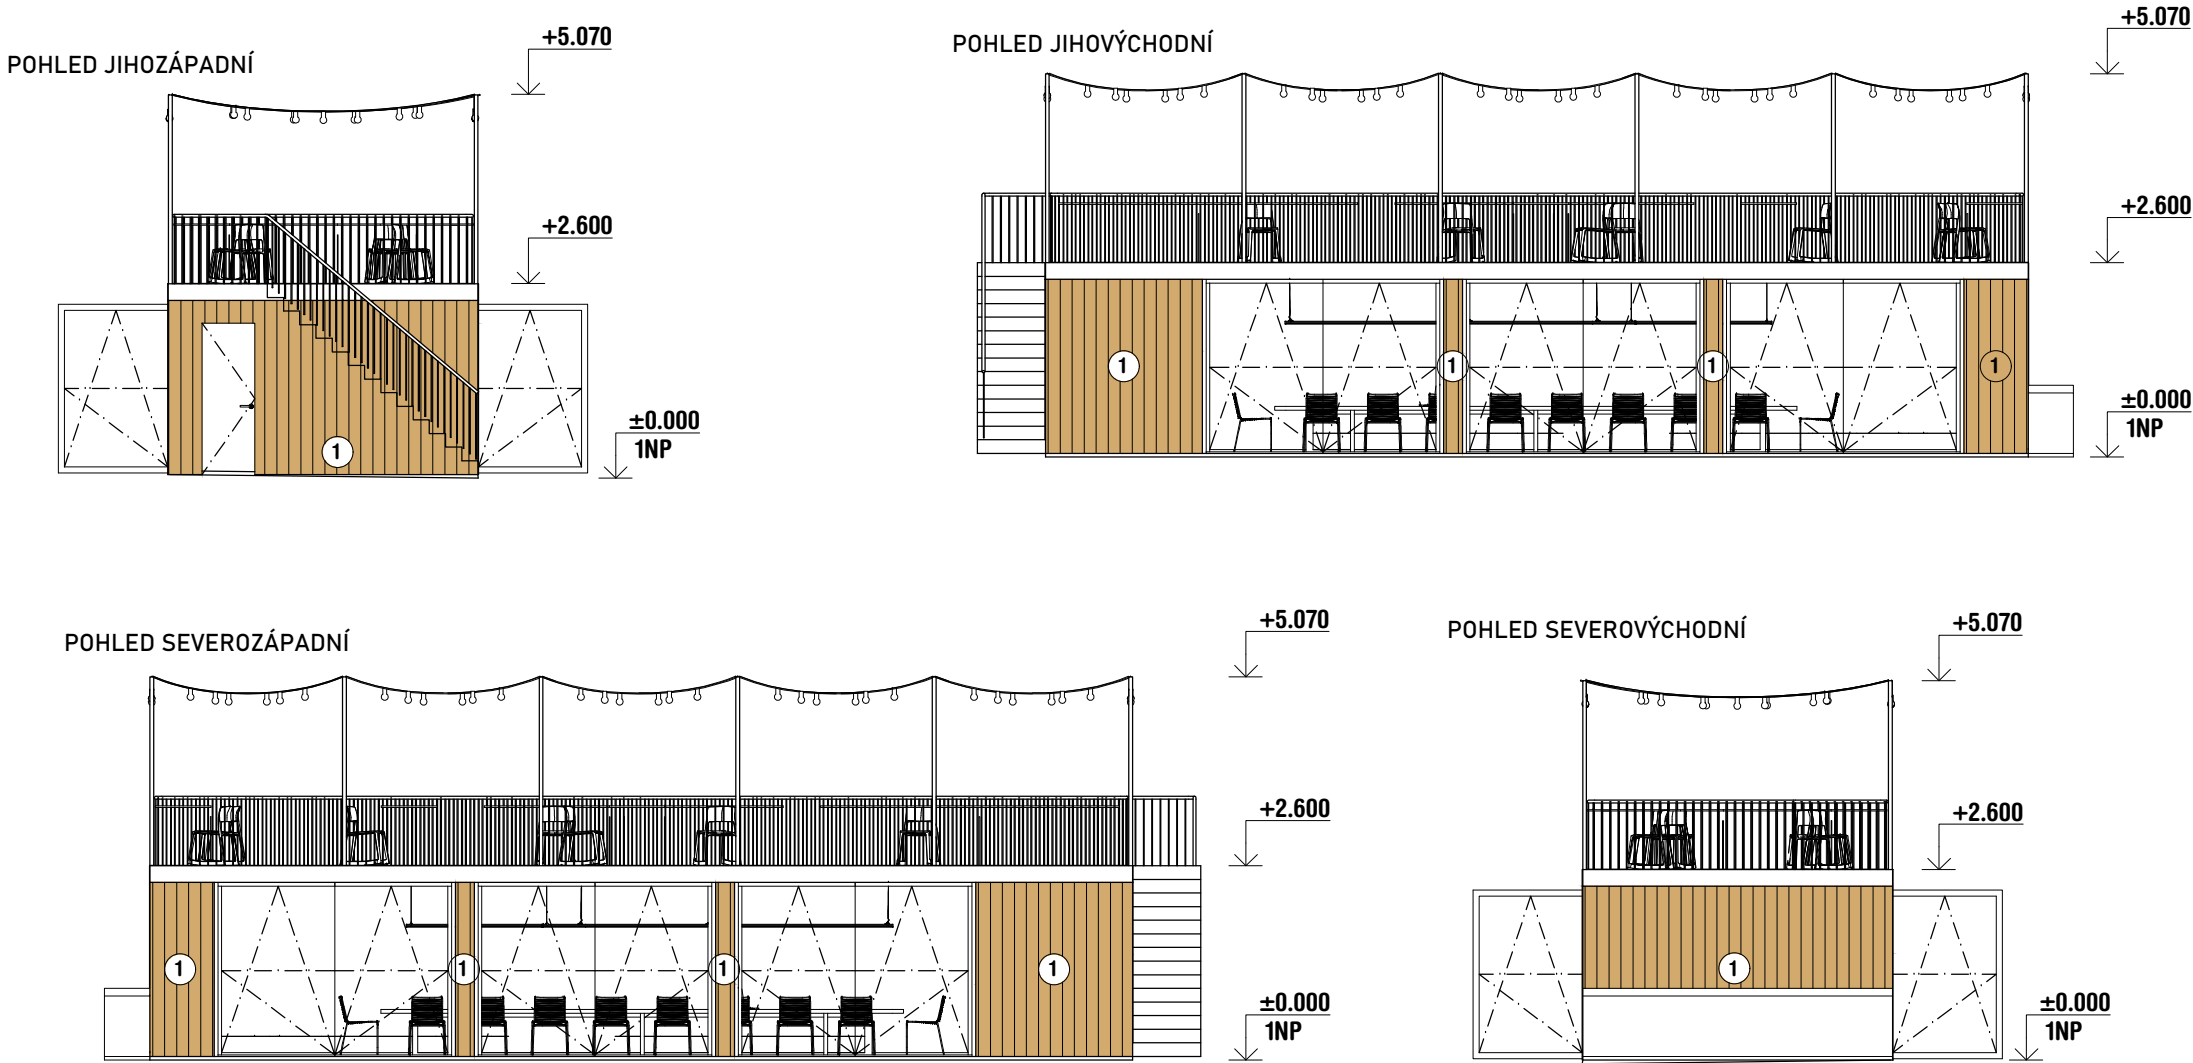 POHLED JIHOZÁPADNÍ
+5.070
+2.600
±0.000
1NP
1
POHLED JIHOVÝCHODNÍ
+5.070
+2.600
±0.000
1NP
1
1
1
1
POHLED SEVEROZÁPADNÍ
+5.070
+2.600
±0.000
1NP
1
1
1
1
POHLED SEVEROVÝCHODNÍ
+5.070
+2.600
±0.000
1NP
1